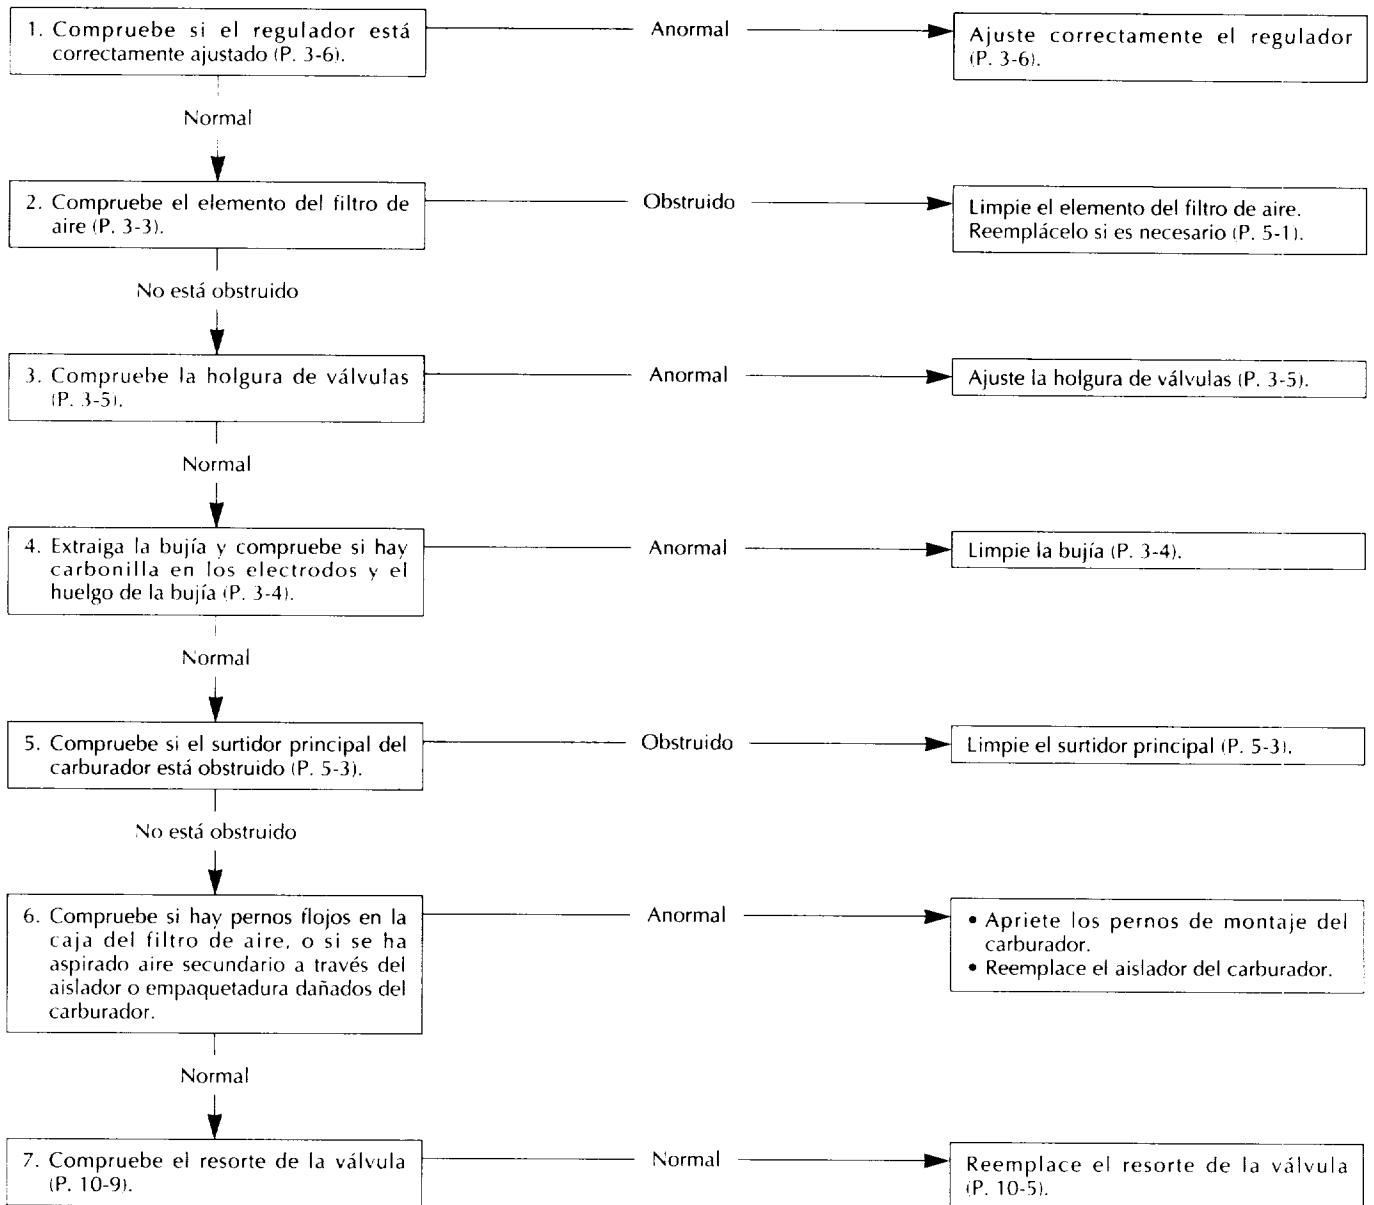 1. Compruebe si el regulador está
correctamente ajustado (P. 3-6).
Anormal
Ajuste correctamente el regulador
(P. 3-6).
Normal
2. Compruebe el elemento del filtro de
aire (P. 3-3).
Obstruido
Limpie el elemento del filtro de aire.
Reemplácelo si es necesario (P. 5-1).
No está obstruido
3. Compruebe la holgura de válvulas
(P. 3-5).
Anormal
Ajuste la holgura de válvulas (P. 3-5).
Normal
4. Extraiga la bujía y compruebe si hay
carbonilla en los electrodos y el
huelgo de la bujía (P. 3-4).
Anormal
Limpie la bujía (P. 3-4).
Normal
5. Compruebe si el surtidor principal del
carburador está obstruido (P. 5-3).
Obstruido
Limpie el surtidor principal (P. 5-3).
No está obstruido
6. Compruebe si hay pernos flojos en la
caja del filtro de aire, o si se ha
aspirado aire secundario a través del
aislador o empaquetadura dañados del
carburador.
Anormal
• Apriete los pernos de montaje del
carburador.
• Reemplace el aislador del carburador.
Normal
7. Compruebe el resorte de la válvula
(P. 10-9).
Normal
Reemplace el resorte de la válvula
(P. 10-5).